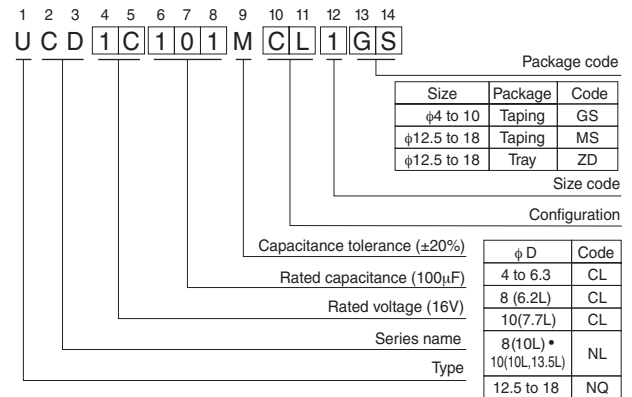 1 2 3 4 5 6 7 8 9 10 11 12 13 14
U C D 1 C 1 0 1 M C L 1 G S
Package code
Size Package Code
ϕ4 to 10 Taping GS
ϕ12.5 to 18 Taping MS
ϕ12.5 to 18 Tray ZD
Size code
Configuration
Capacitance tolerance (±20%)
Rated capacitance (100μF)
Rated voltage (16V)
Series name
Type
ϕ D Code
4 to 6.3 CL
8 (6.2L) CL
10(7.7L) CL
8(10L) •
10(10L,13.5L) NL
12.5 to 18 NQ